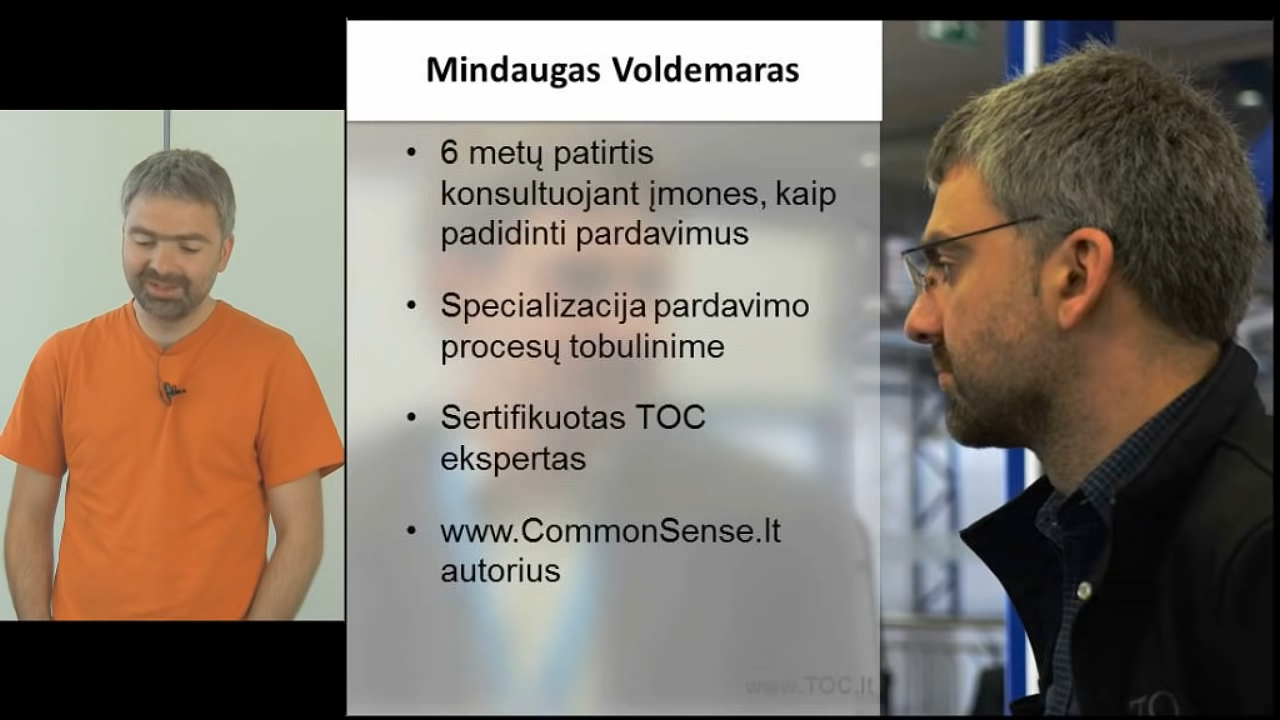 Mindaugas Voldemaras
• 6 metų patirtis
konsultuojant įmones, kaip
padidinti pardavimus
• Specializacija pardavimo
procesų tobulinime
• Sertifikuotas TOC
ekspertas
• www.CommonSense.lt
autorius
www.TOC.lt